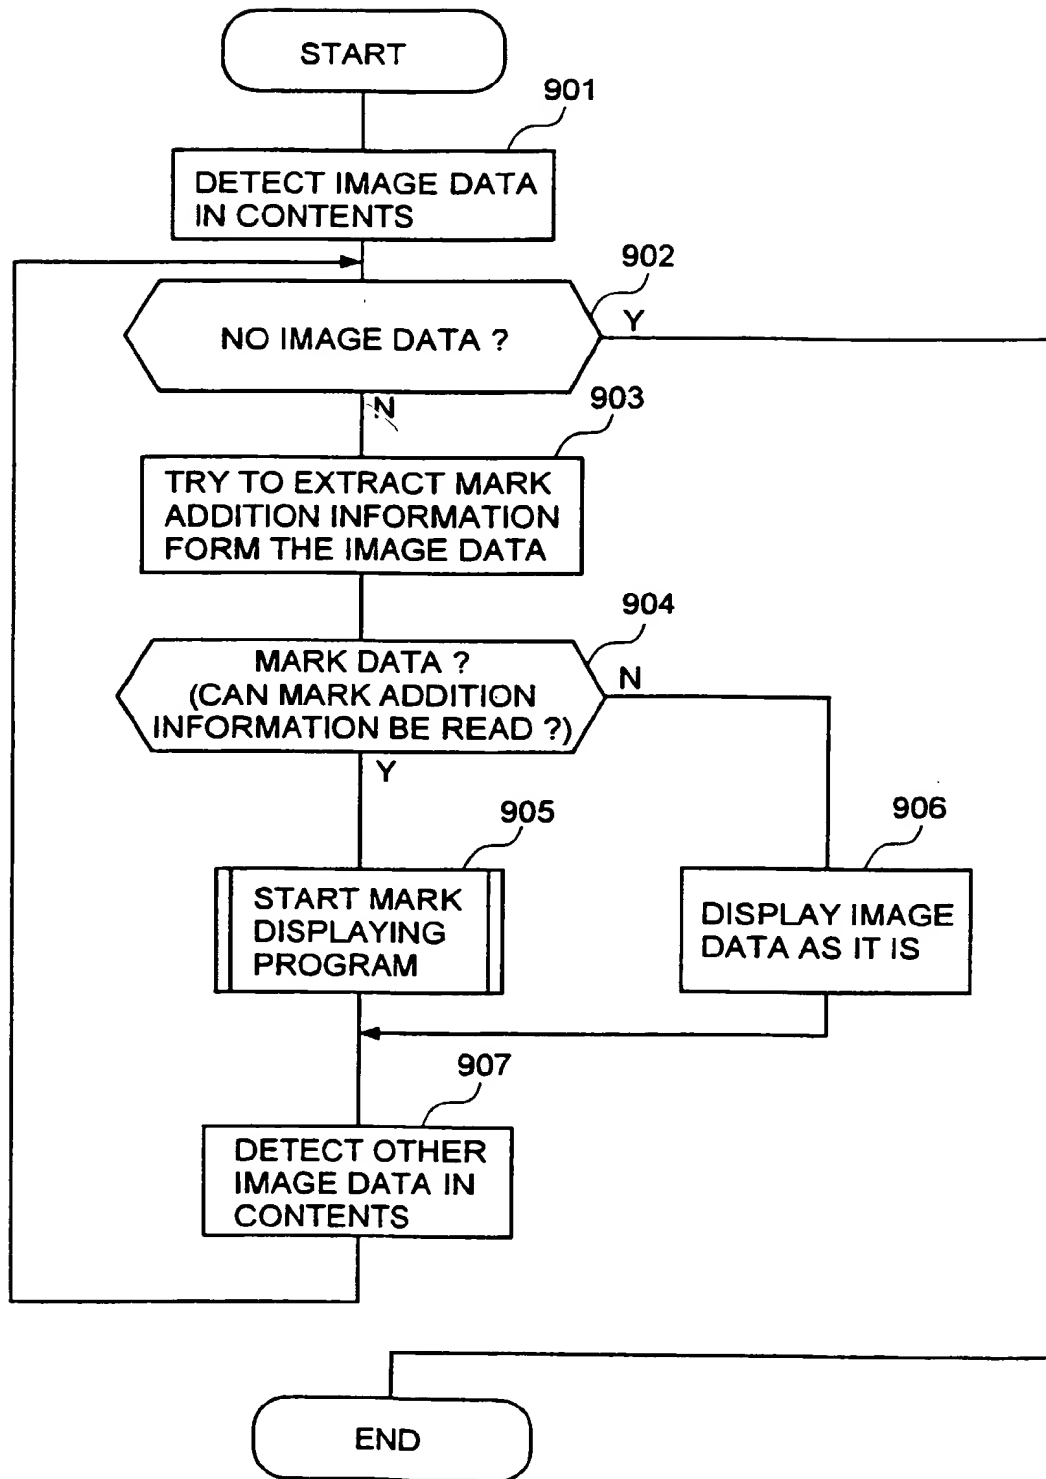 START
901
DETECT IMAGE DATA
IN CONTENTS
902
NO IMAGE DATA ?
Y
N
903
TRY TO EXTRACT MARK
ADDITION INFORMATION
FORM THE IMAGE DATA
904
MARK DATA ?
(CAN MARK ADDITION
INFORMATION BE READ ?)
N
Y
905
START MARK
DISPLAYING
PROGRAM
906
DISPLAY IMAGE
DATA AS IT IS
907
DETECT OTHER
IMAGE DATA IN
CONTENTS
END